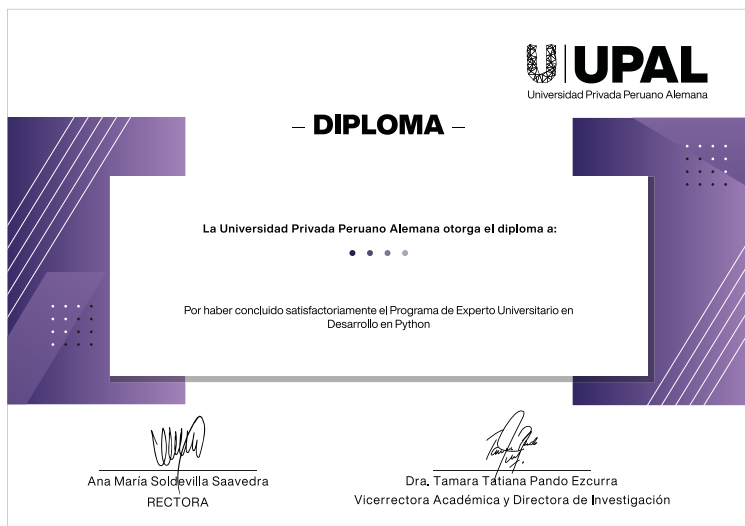 UPAL
Universidad Privada Peruano Alemana
– DIPLOMA –
La Universidad Privada Peruano Alemana otorga el diploma a:
Por haber concluido satisfactoriamente el Programa de Experto Universitario en
Desarrollo en Python
Ana María Soldevilla Saavedra
RECTORA
Dra. Tamara Tatiana Pando Ezcurra
Vicerrectora Académica y Directora de Investigación